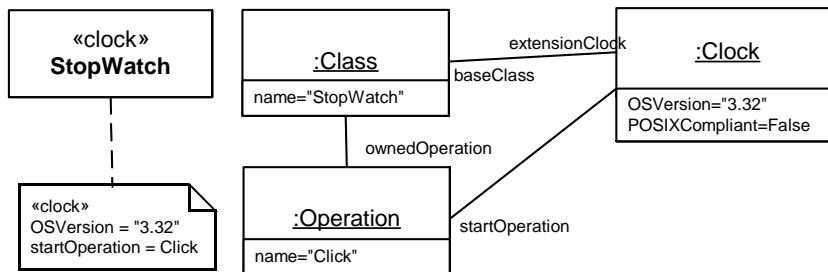 «clock»
StopWatch
«clock»
OSVersion = "3.32"
startOperation = Click
:Class
name="StopWatch"
extensionClock
baseClass
:Clock
OSVersion="3.32"
POSIXCompliant=False
ownedOperation
:Operation
name="Click"
startOperation